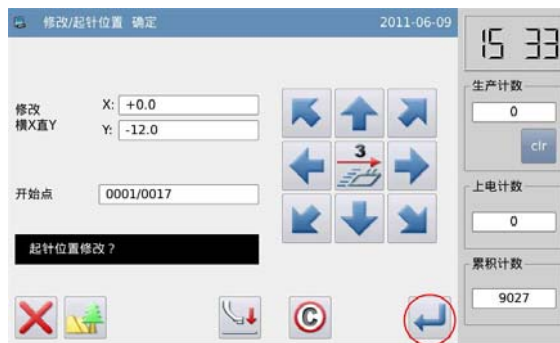 修改/起针位置 确定
2011-06-09
15 33
修改
横X直Y
X: +0.0
Y: -12.0
3
开始点
0001/0017
起针位置修改？
C
生产计数
0
clr
上电计数
0
累积计数
9027